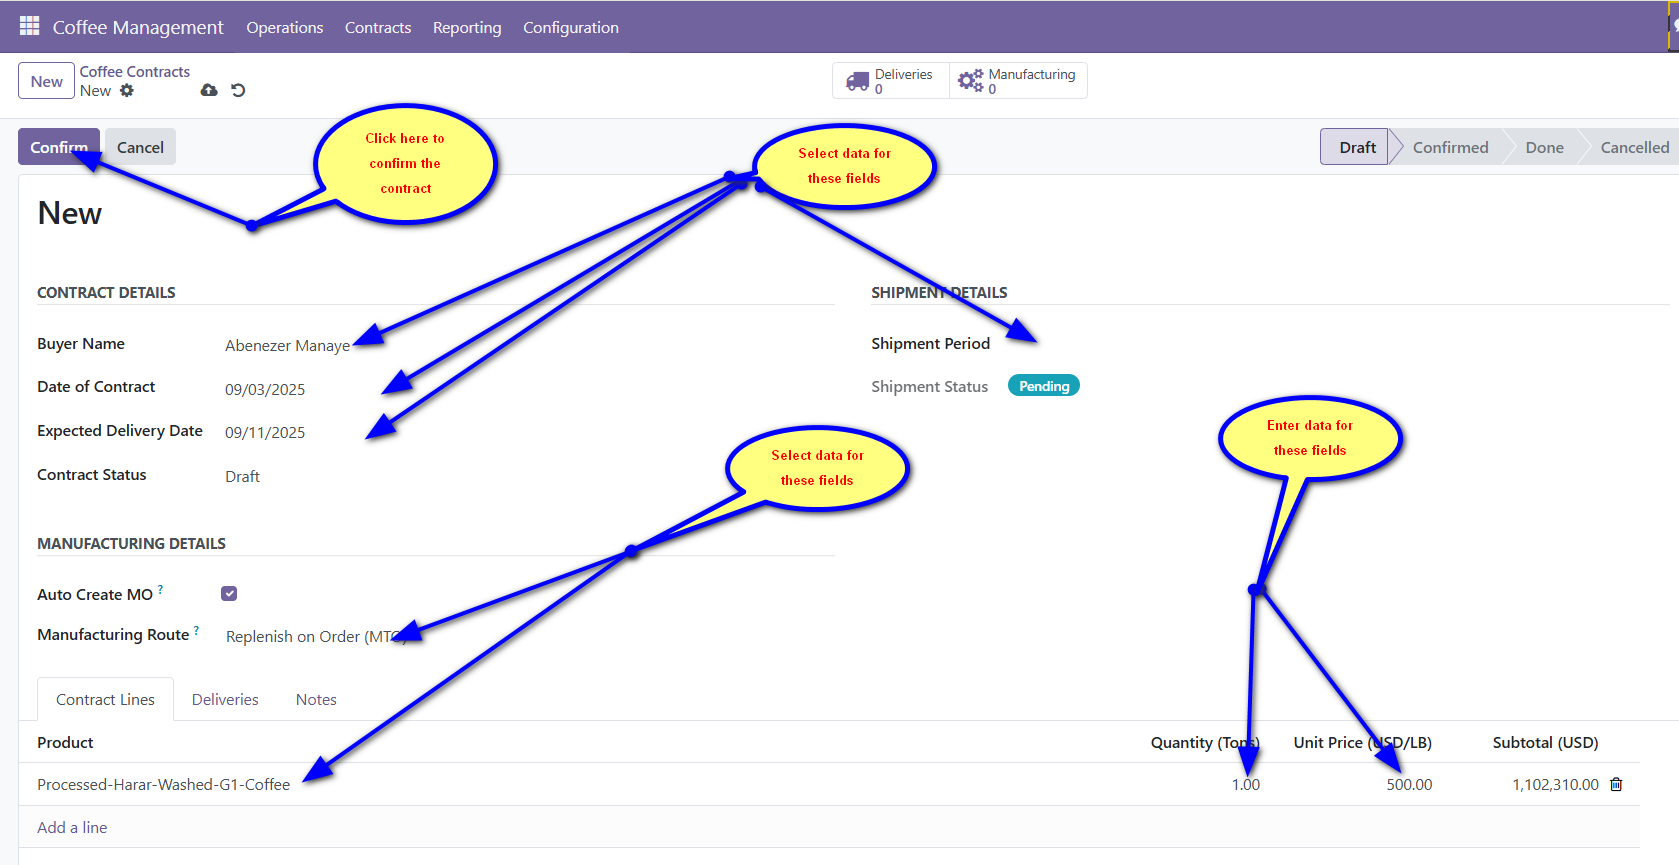 Coffee Management Operations Contracts Reporting Configuration
New
Coffee Contracts
New
Deliveries
0
Manufacturing
0
Confirm Cancel
Draft Confirmed Done Cancelled
Click here to
confirm the
contract
Select data for
these fields
New
CONTRACT DETAILS
Buyer Name Abenezer Manaye
Date of Contract 09/03/2025
Expected Delivery Date 09/11/2025
Contract Status Draft
SHIPMENT DETAILS
Shipment Period
Shipment Status Pending
Select data for
these fields
Enter data for
these fields
MANUFACTURING DETAILS
Auto Create MO ?
Manufacturing Route ? Replenish on Order (MTO)
Contract Lines Deliveries Notes
Product Quantity (Tons) Unit Price (USD/LB) Subtotal (USD)
Processed-Harar-Washed-G1-Coffee 1.00 500.00 1,102,310.00
Add a line